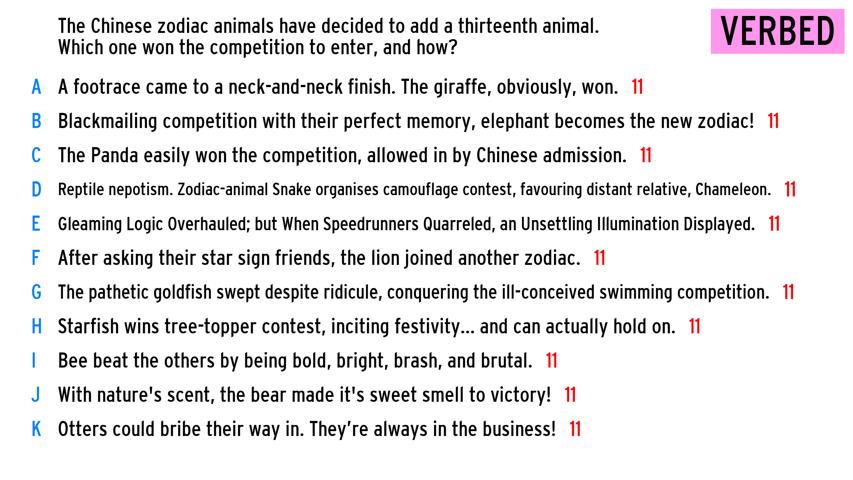 The Chinese zodiac animals have decided to add a thirteenth animal.
Which one won the competition to enter, and how?
VERBED
A A footrace came to a neck-and-neck finish. The giraffe, obviously, won. 11
B Blackmailing competition with their perfect memory, elephant becomes the new zodiac! 11
C The Panda easily won the competition, allowed in by Chinese admission. 11
D Reptile nepotism. Zodiac-animal Snake organises camouflage contest, favouring distant relative, Chameleon. 11
E Gleaming Logic Overhauled; but When Speedrunners Quarreled, an Unsettling Illumination Displayed. 11
F After asking their star sign friends, the lion joined another zodiac. 11
G The pathetic goldfish swept despite ridicule, conquering the ill-conceived swimming competition. 11
H Starfish wins tree-topper contest, inciting festivity... and can actually hold on. 11
I Bee beat the others by being bold, bright, brash, and brutal. 11
J With nature's scent, the bear made it's sweet smell to victory! 11
K Otters could bribe their way in. They're always in the business! 11